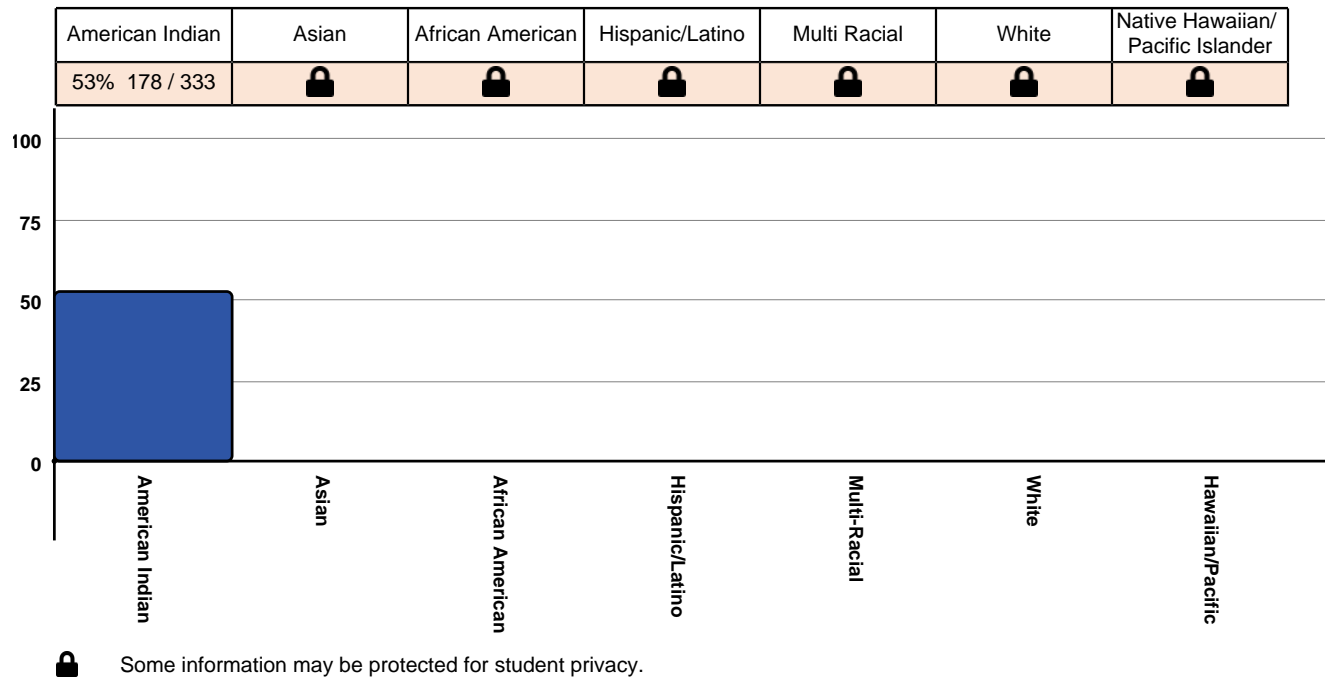 American Indian Asian African American Hispanic/Latino Multi Racial White Native Hawaiian/
Pacific Islander
53% 178 / 333
100
75
50
25
0
American Indian
Asian
African American
Hispanic/Latino
Multi-Racial
White
Hawaiian/Pacific
Some information may be protected for student privacy.